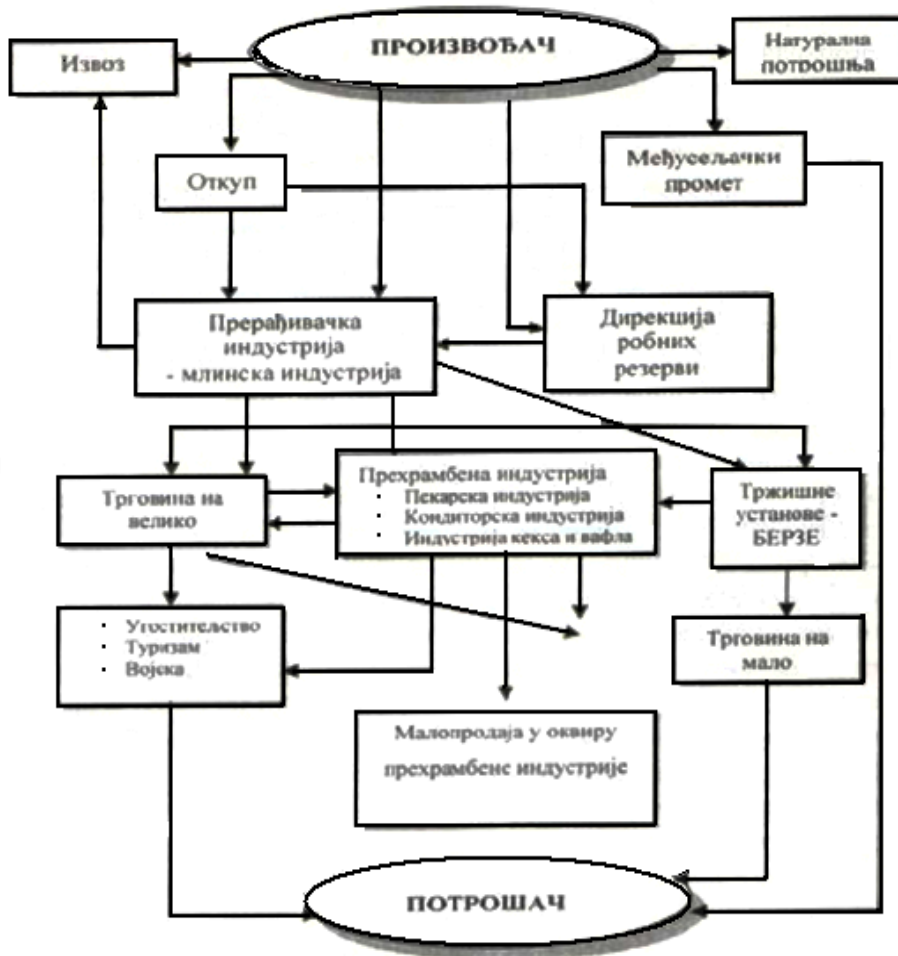 ПРОИЗВОЂАЧ
Извоз
Натурална
потрошња
Откуп
Међусељачки
промет
Прерађивачка
индустрија
- млинска индустрија
Дирекција
робних
резерви
Трговина на
велико
Прехрамбена индустрија
· Пекарска индустрија
· Кондиторска индустрија
· Индустрија кекса и вафла
Тржишне
установе -
БЕРЗЕ
· Угоститељство
· Туризам
· Војска
Трговина на
мало
Малопродаја у оквиру
прехрамбене индустрије
ПОТРОШАЧ